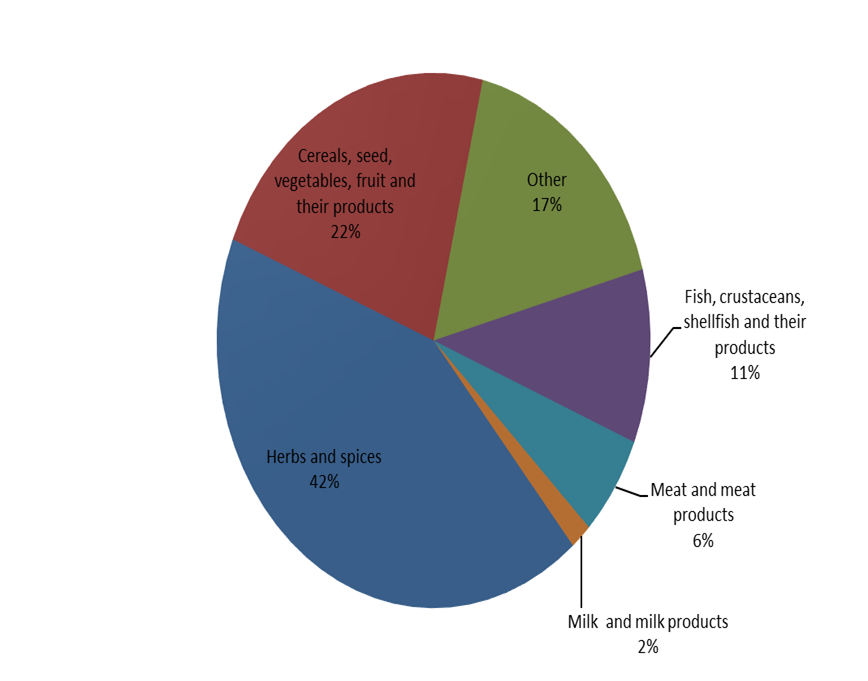 Cereals, seed,
vegetables, fruit and
their products
22%
Other
17%
Fish, crustaceans,
shellfish and their
products
11%
Herbs and spices
42%
Meat and meat
products
6%
Milk and milk products
2%